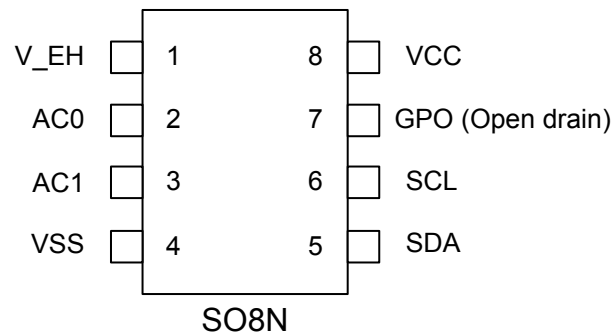 V_EH 1 8 VCC
AC0 2 7 GPO (Open drain)
AC1 3 6 SCL
VSS 4 5 SDA
SO8N